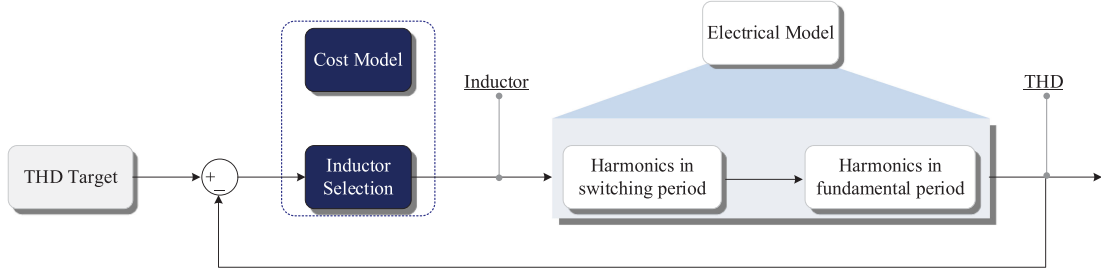 Electrical Model
Cost Model
Inductor
THD
THD Target
+
−
Inductor
Selection
Harmonics in
switching period
Harmonics in
fundamental period